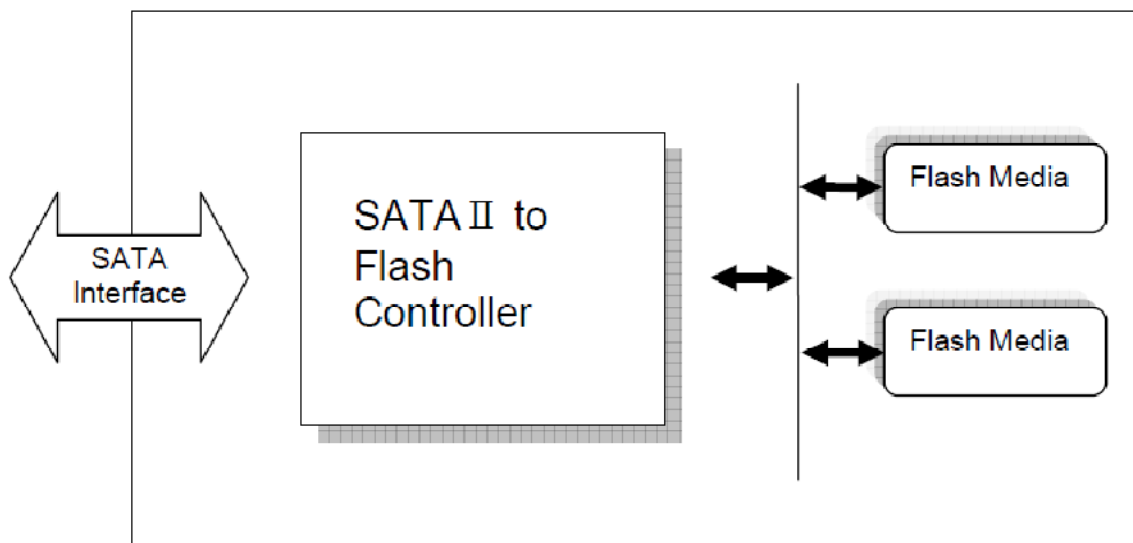 SATA
Interface
SATA Ⅱ to
Flash
Controller
Flash Media
Flash Media